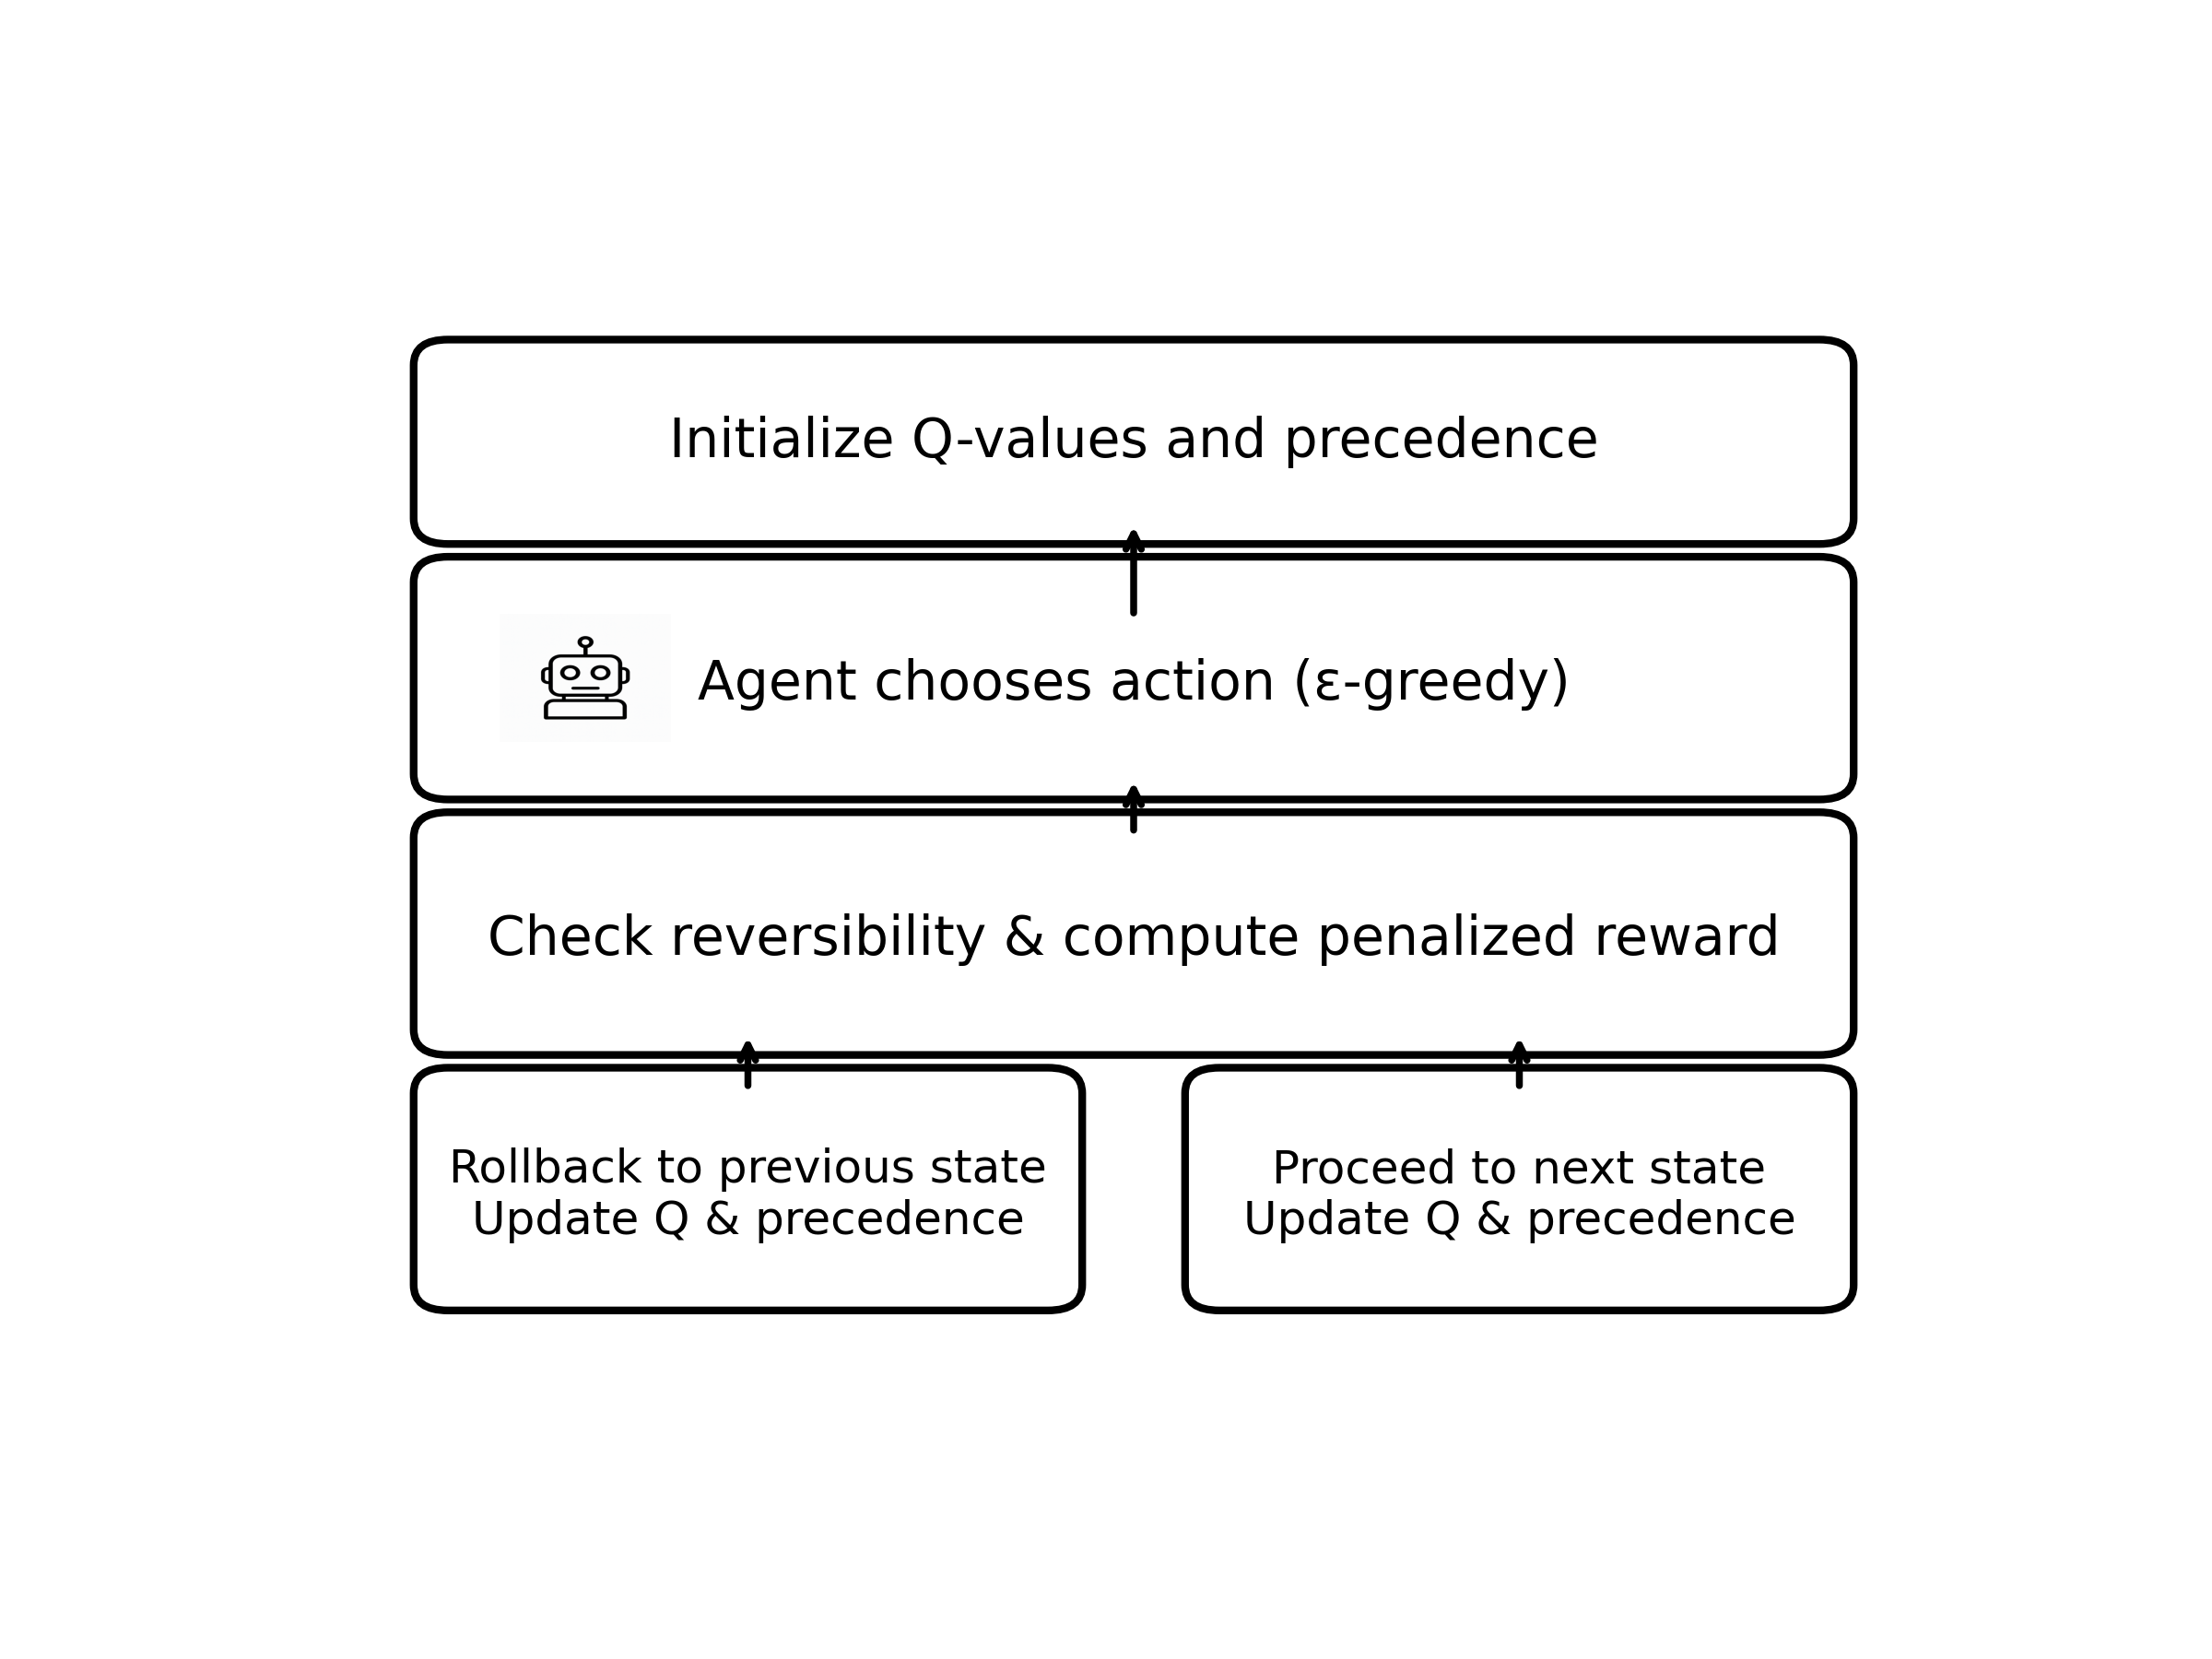 Initialize Q-values and precedence
Agent chooses action (ε-greedy)
Check reversibility & compute penalized reward
Rollback to previous state
Update Q & precedence
Proceed to next state
Update Q & precedence